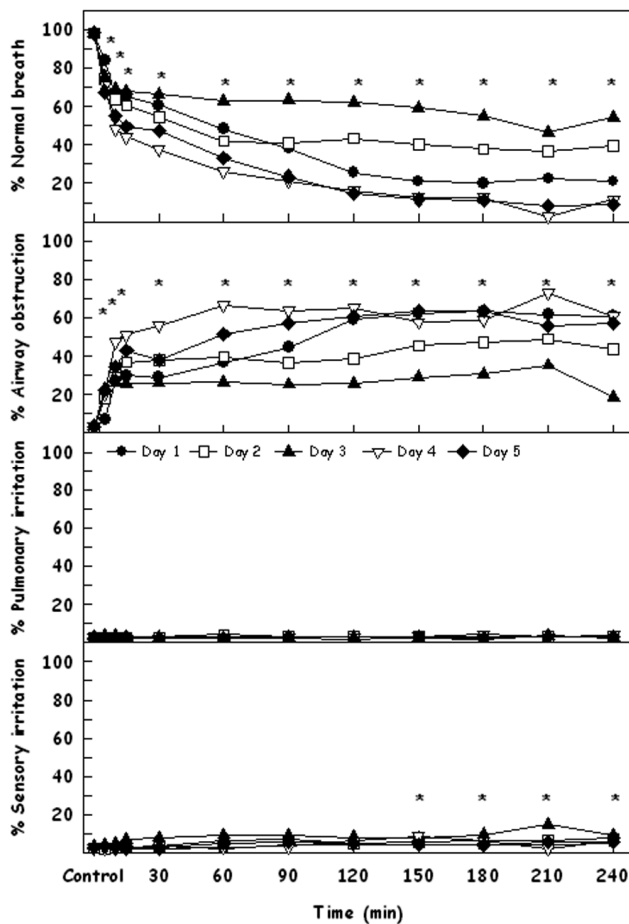 % Normal breath
100
80
60
40
20
* * * * * * * * * * *
% Airway obstruction
100
80
60
40
20
* * * * * * * * * * *
% Pulmonary irritation
Day 1 Day 2 Day 3 Day 4 Day 5
100
80
60
40
20
% Sensory irritation
100
80
60
40
20
* * * *
Control 30 60 90 120 150 180 210 240
Time (min)